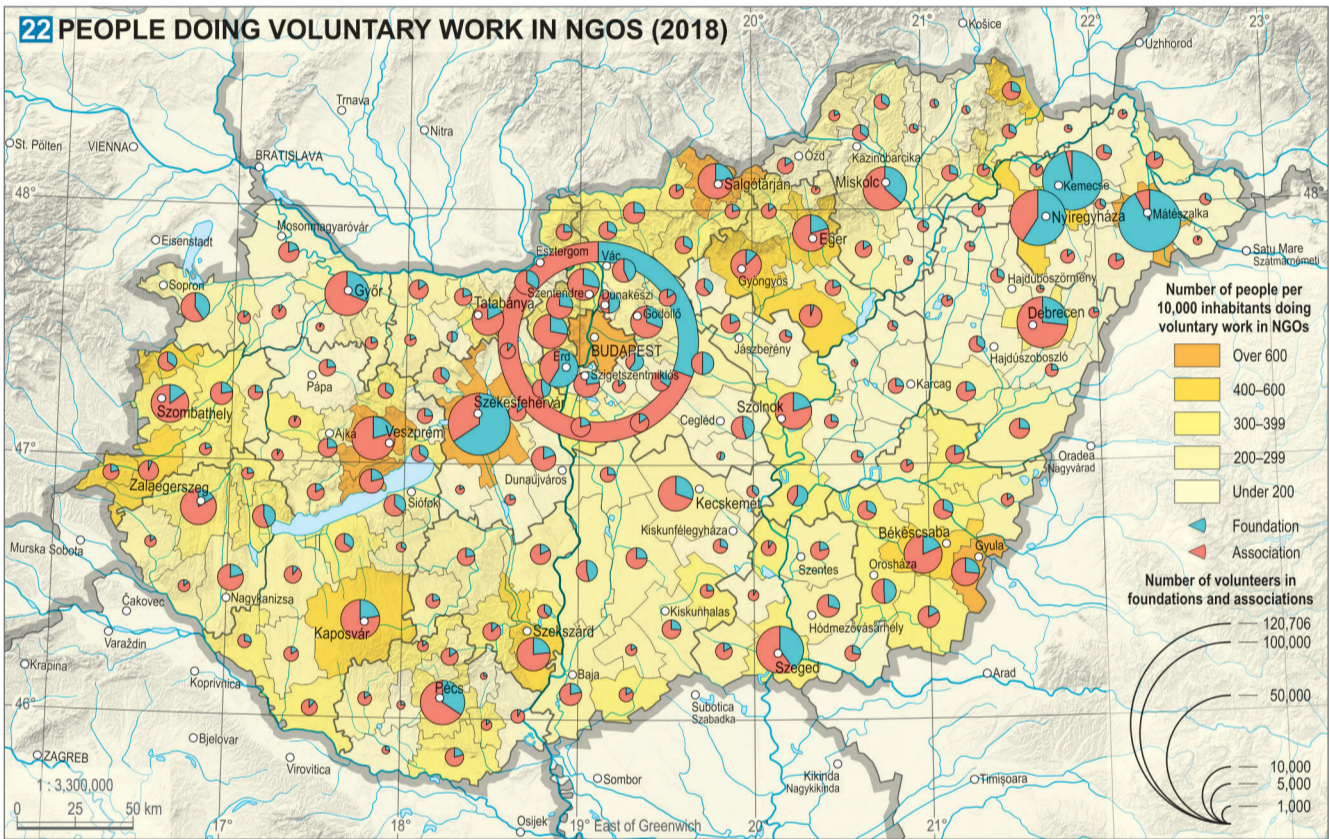 22 PEOPLE DOING VOLUNTARY WORK IN NGOS (2018)
20°
21°
22°
23°
Košice
Uzhhorod
Trnava
Nitra
St. Pölten
VIENNA
BRATISLAVA
Ózd
Kazincbarcika
48°
48°
Salgótarján
Miskolc
Kemecse
Nyíregyháza
Mátészalka
Mosonmagyaróvár
Eisenstadt
Eger
Satu Mare
Szatmárnémeti
Esztergom
Vác
Sopron
Győr
Gyöngyös
Hajdúböszörmény
Szentendre
Dunakeszi
Tatabánya
Gödöllő
Debrecen
BUDAPEST
Jászberény
Hajdúszoboszló
Érd
Szigetszentmiklós
Pápa
Karcag
Szombathely
Székesfehérvár
Szolnok
Cegléd
Ajka
Veszprém
47°
47°
Oradea
Nagyvárad
Zalaegerszeg
Dunaújváros
Siófok
Kecskemét
Kiskunfélegyháza
Békéscsaba
Gyula
Murska Sobota
Szentes
Orosháza
Nagykanizsa
Čakovec
Kiskunhalas
Hódmezővásárhely
Kaposvár
Szekszárd
Varaždin
Szeged
Krapina
Koprivnica
Baja
Arad
Pécs
46°
46°
Subotica
Szabadka
Bjelovar
ZAGREB
Virovitica
Sombor
Kikinda
Nagykikinda
Timişoara
1 : 3,300,000
0 25 50 km
17°
18°
Osijek
19° East of Greenwich
20°
21°
Number of people per
10,000 inhabitants doing
voluntary work in NGOs
Over 600
400–600
300–399
200–299
Under 200
Foundation
Association
Number of volunteers in
foundations and associations
120,706
100,000
50,000
10,000
5,000
1,000